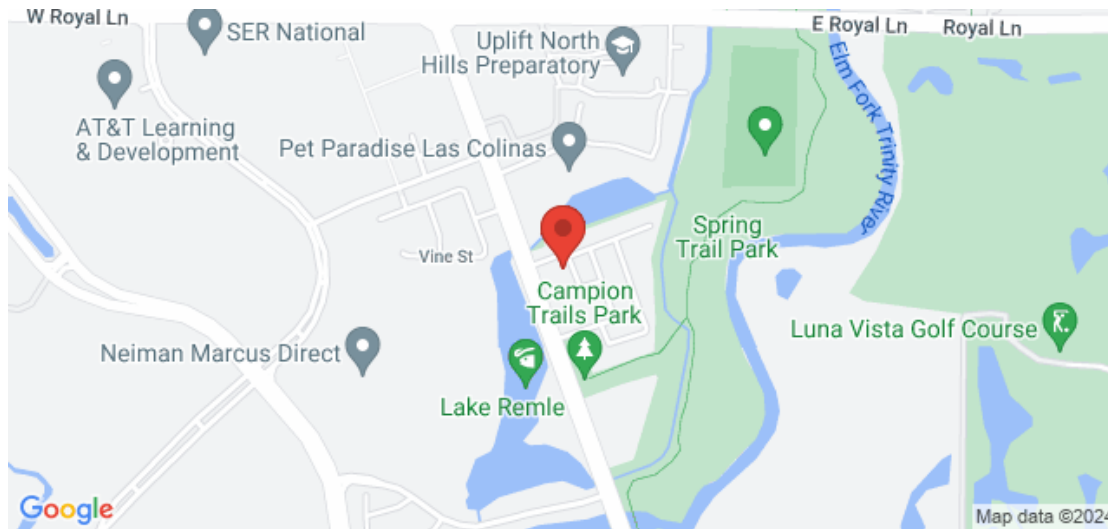 W Royal Ln
E Royal Ln
Royal Ln
SER National
Uplift North
Hills Preparatory
Elm Fork Trinity River
AT&T Learning
& Development
Pet Paradise Las Colinas
Spring
Trail Park
Vine St
Campion
Trails Park
Luna Vista Golf Course
Neiman Marcus Direct
Lake Remle
Google
Map data ©2024